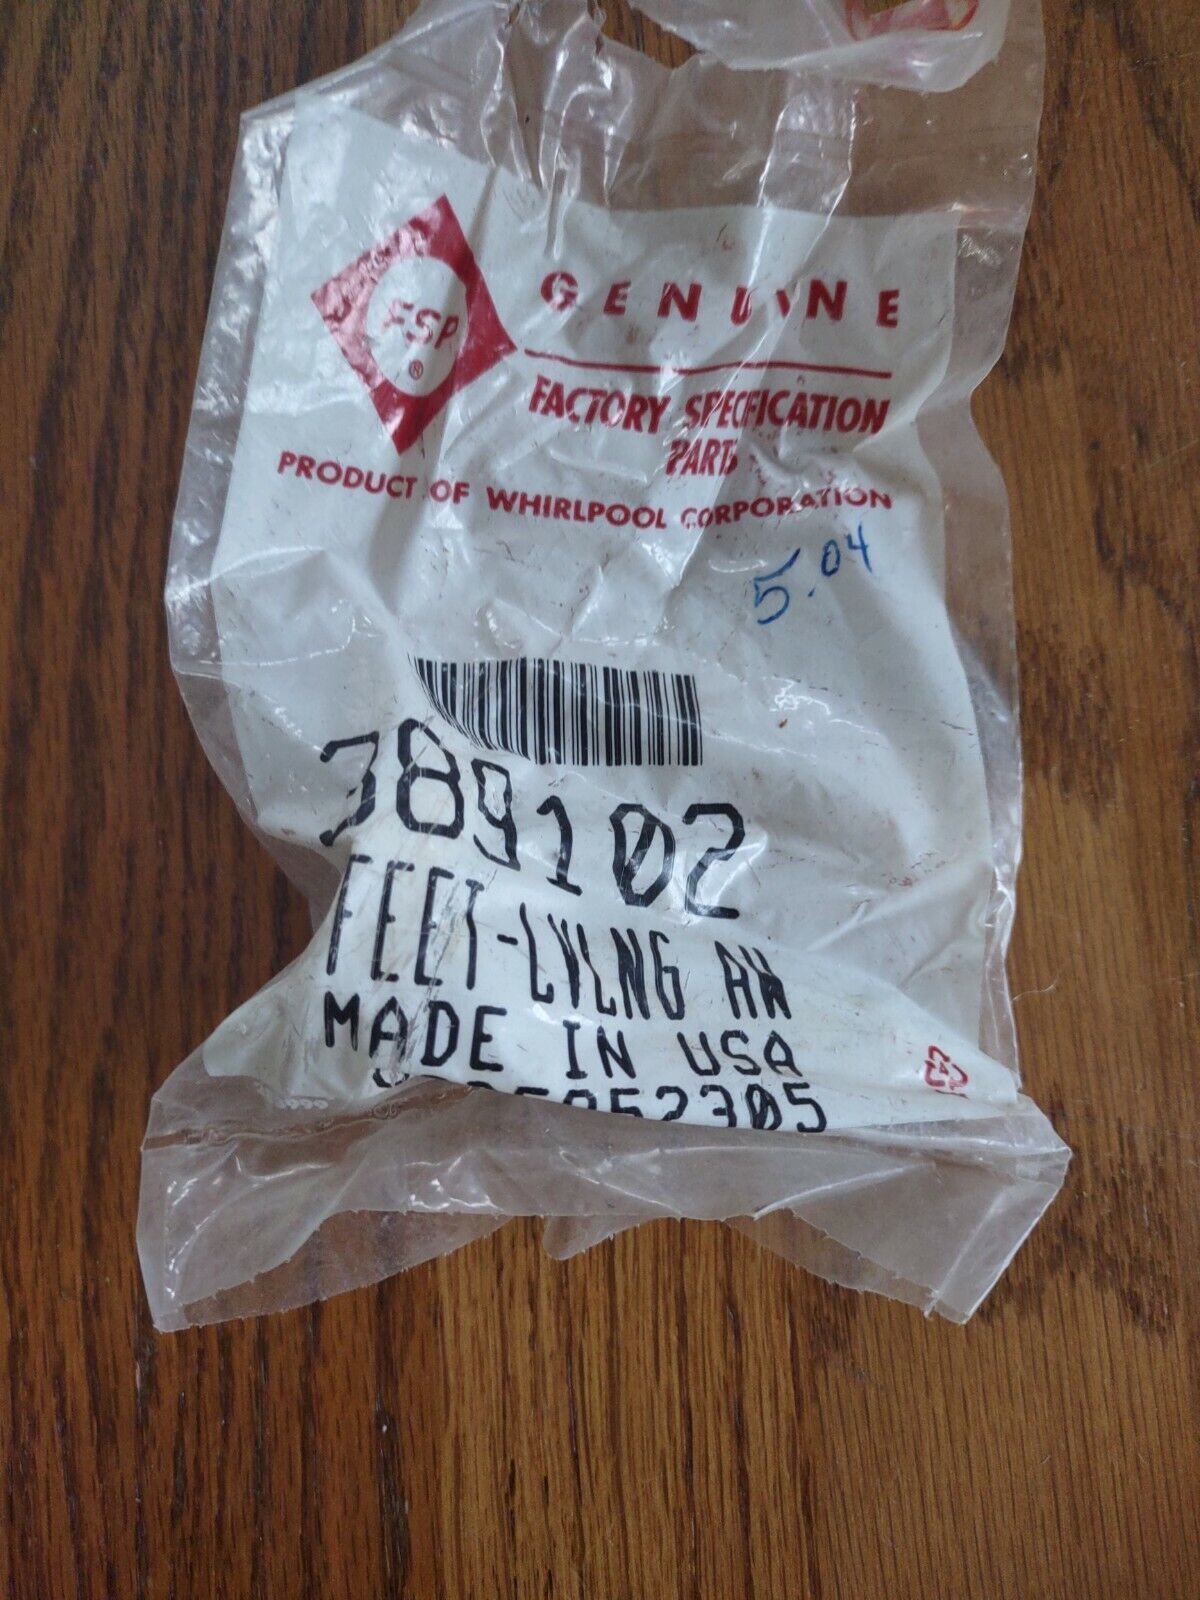 FSP
®
GENUINE
FACTORY SPECIFICATION
PARTS
PRODUCT OF WHIRLPOOL CORPORATION
5.04
389102
FEET-LVLNG AW
MADE IN USA